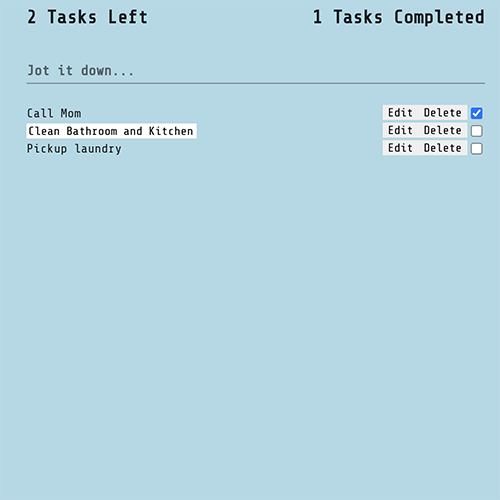 2 Tasks Left 1 Tasks Completed
Jot it down...
Call Mom Edit Delete
Clean Bathroom and Kitchen Edit Delete
Pickup laundry Edit Delete